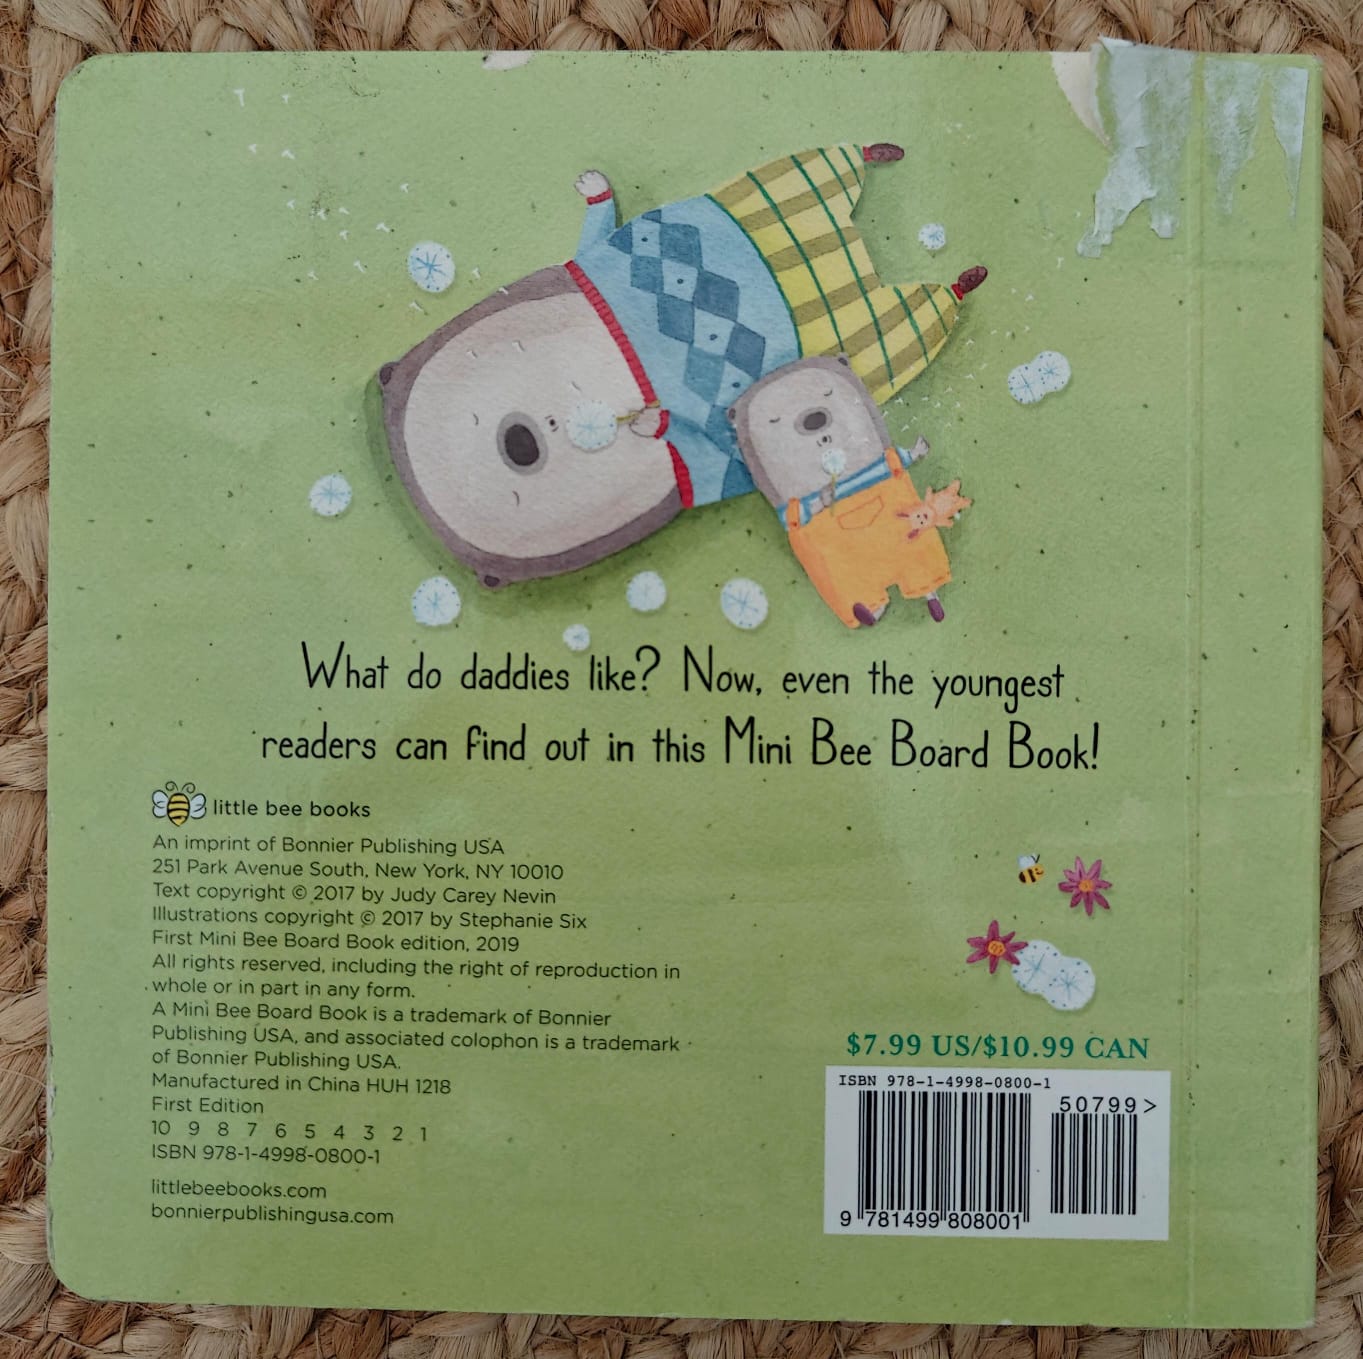 What do daddies like? Now, even the youngest
readers can find out in this Mini Bee Board Book!
little bee books
An imprint of Bonnier Publishing USA
251 Park Avenue South, New York, NY 10010
Text copyright © 2017 by Judy Carey Nevin
Illustrations copyright © 2017 by Stephanie Six
First Mini Bee Board Book edition, 2019
All rights reserved, including the right of reproduction in
whole or in part in any form.
A Mini Bee Board Book is a trademark of Bonnier
Publishing USA, and associated colophon is a trademark
of Bonnier Publishing USA.
Manufactured in China HUH 1218
First Edition
10 9 8 7 6 5 4 3 2 1
ISBN 978-1-4998-0800-1
littlebeebooks.com
bonnierpublishingusa.com
$7.99 US/$10.99 CAN
ISBN 978-1-4998-0800-1
50799>
9 781499 808001